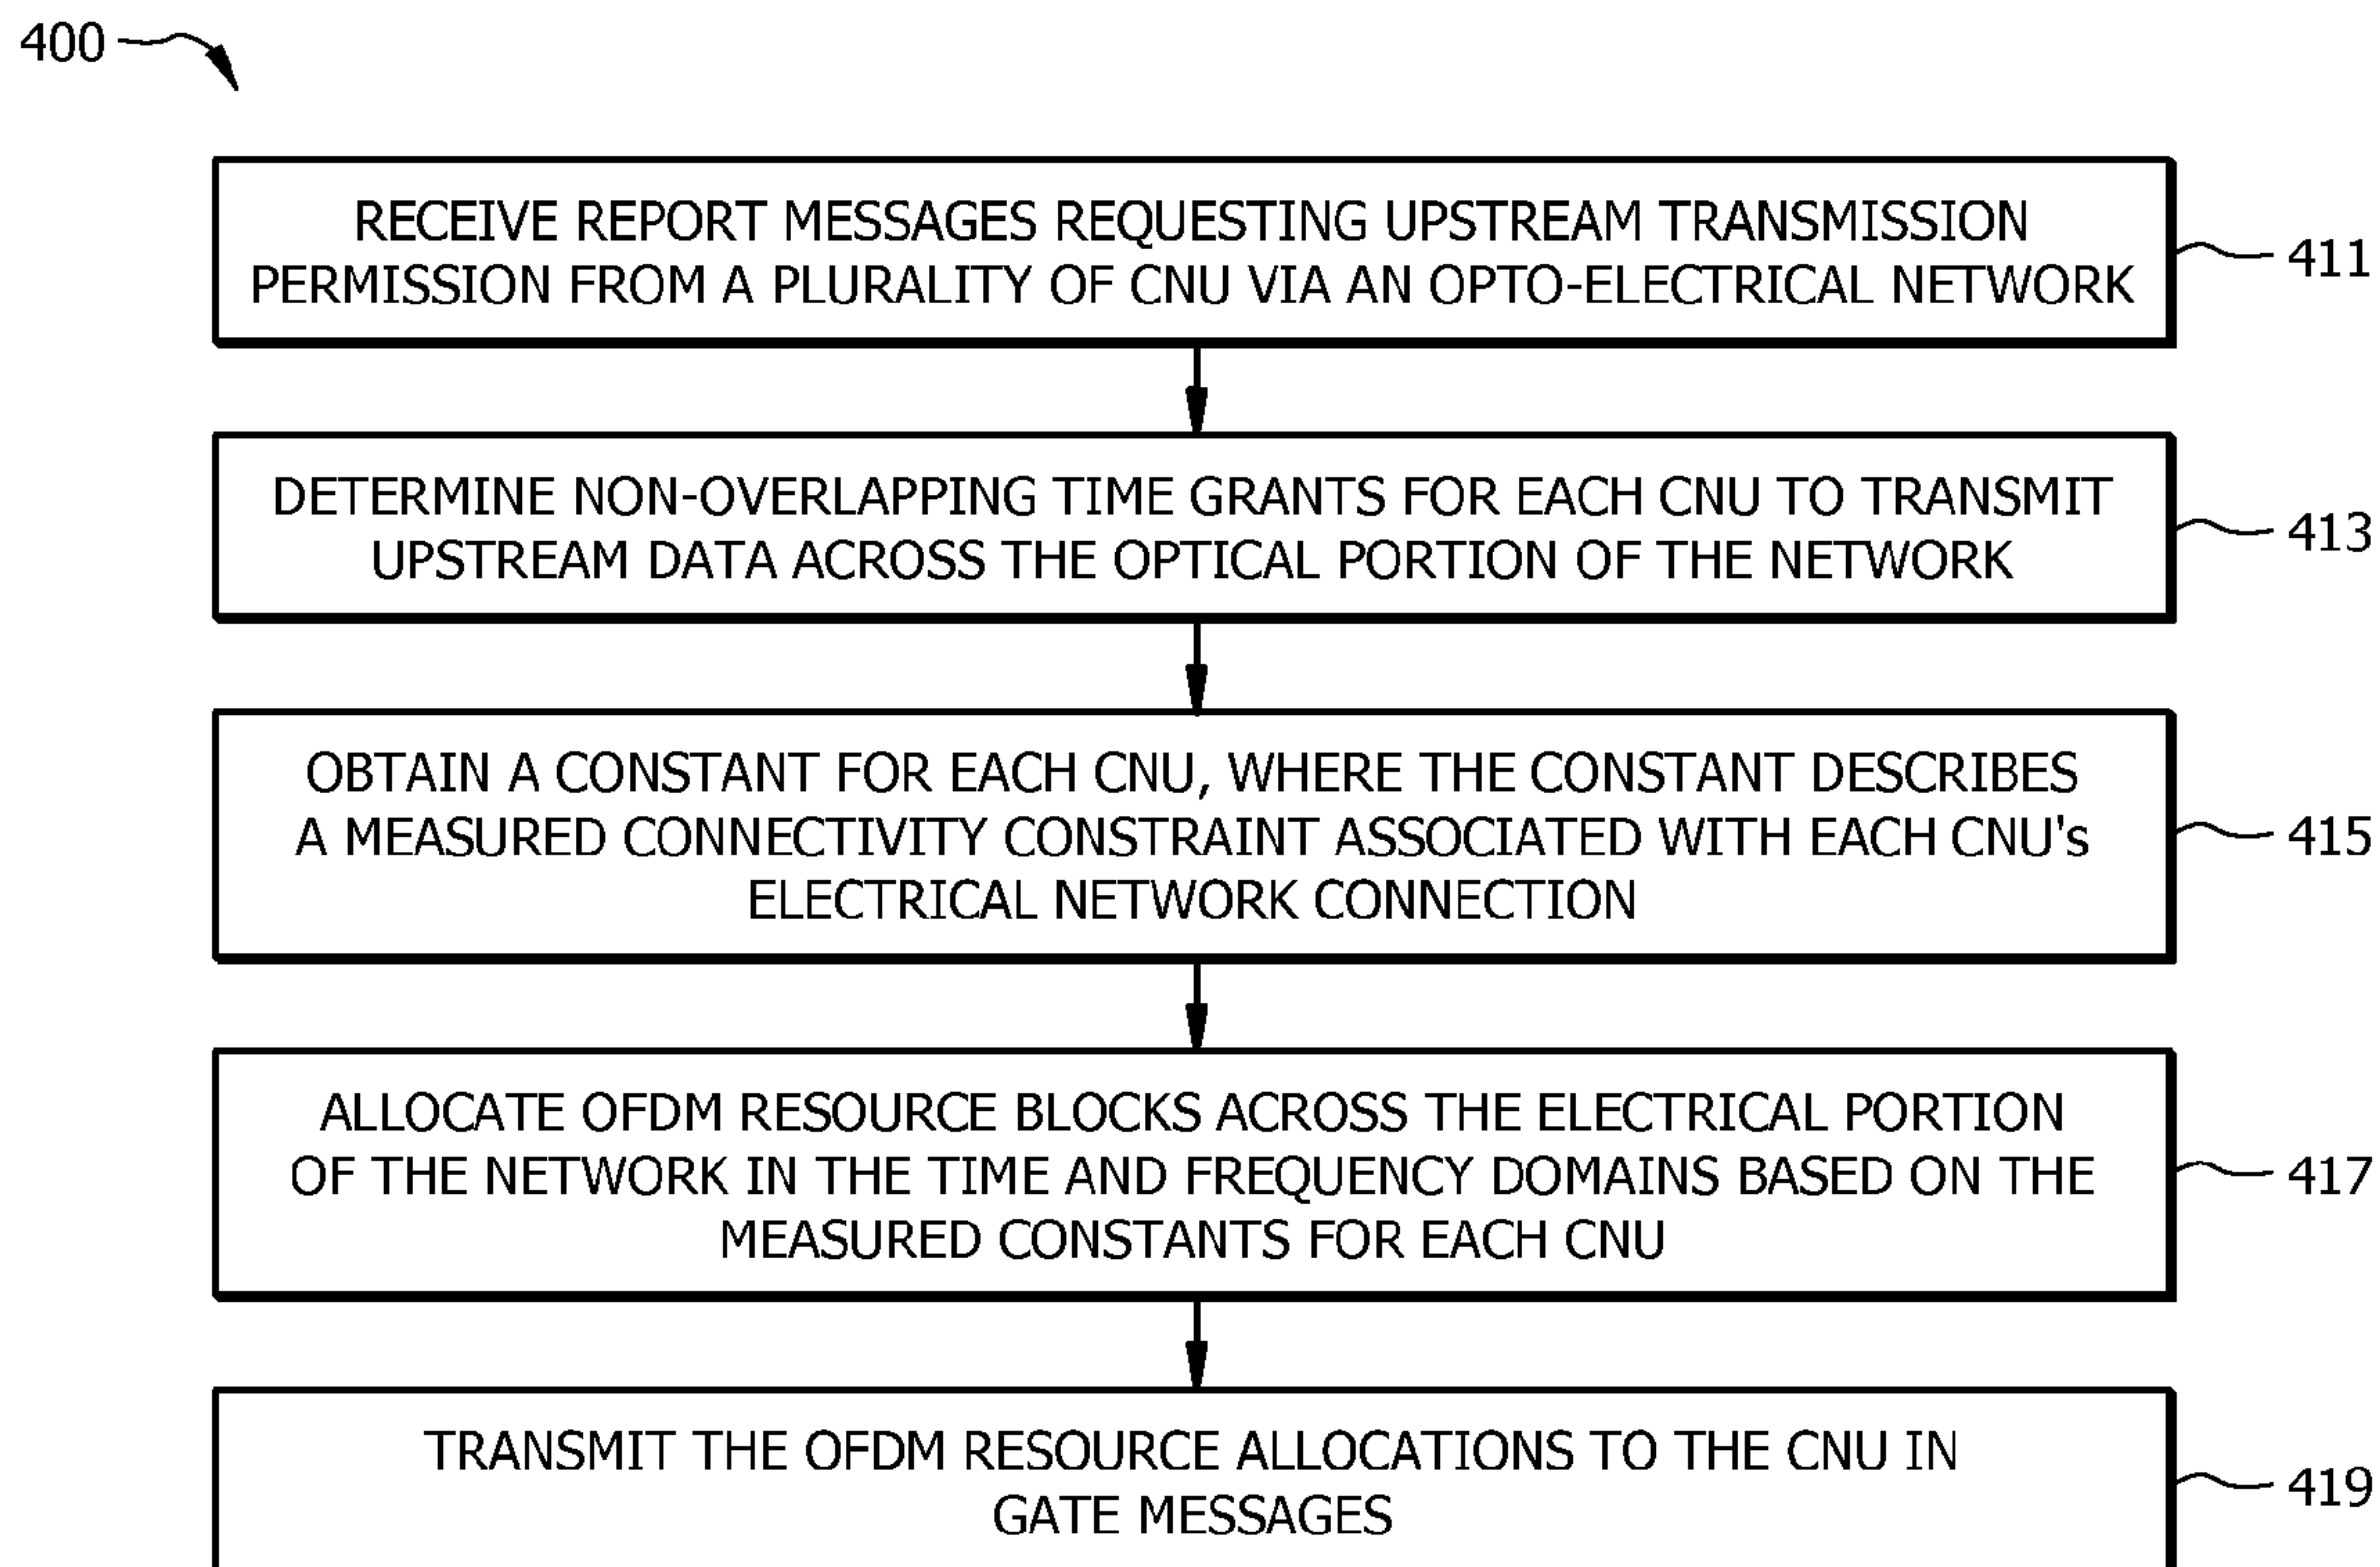 400
RECEIVE REPORT MESSAGES REQUESTING UPSTREAM TRANSMISSION
PERMISSION FROM A PLURALITY OF CNU VIA AN OPTO-ELECTRICAL NETWORK
411
DETERMINE NON-OVERLAPPING TIME GRANTS FOR EACH CNU TO TRANSMIT
UPSTREAM DATA ACROSS THE OPTICAL PORTION OF THE NETWORK
413
OBTAIN A CONSTANT FOR EACH CNU, WHERE THE CONSTANT DESCRIBES
A MEASURED CONNECTIVITY CONSTRAINT ASSOCIATED WITH EACH CNU's
ELECTRICAL NETWORK CONNECTION
415
ALLOCATE OFDM RESOURCE BLOCKS ACROSS THE ELECTRICAL PORTION
OF THE NETWORK IN THE TIME AND FREQUENCY DOMAINS BASED ON THE
MEASURED CONSTANTS FOR EACH CNU
417
TRANSMIT THE OFDM RESOURCE ALLOCATIONS TO THE CNU IN
GATE MESSAGES
419